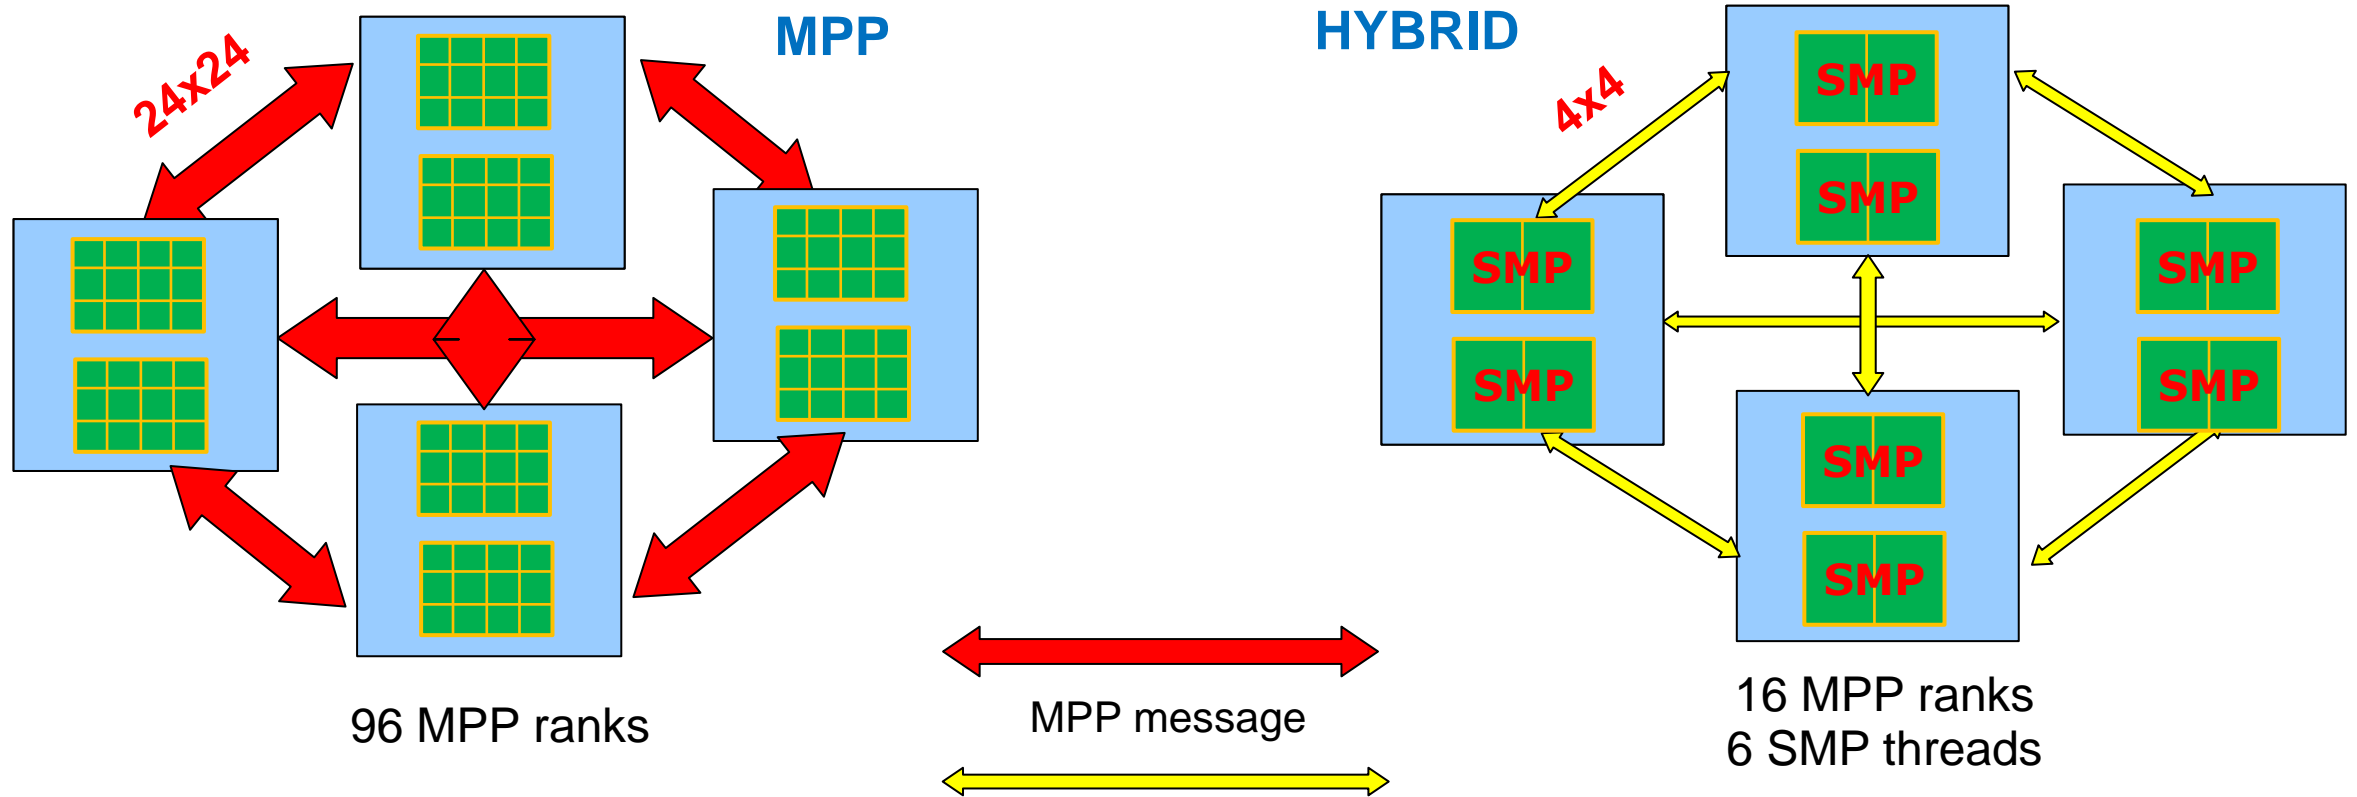 MPP
HYBRID
24x24
4x4
SMP
SMP
SMP
SMP
SMP
SMP
SMP
SMP
96 MPP ranks
MPP message
16 MPP ranks
6 SMP threads